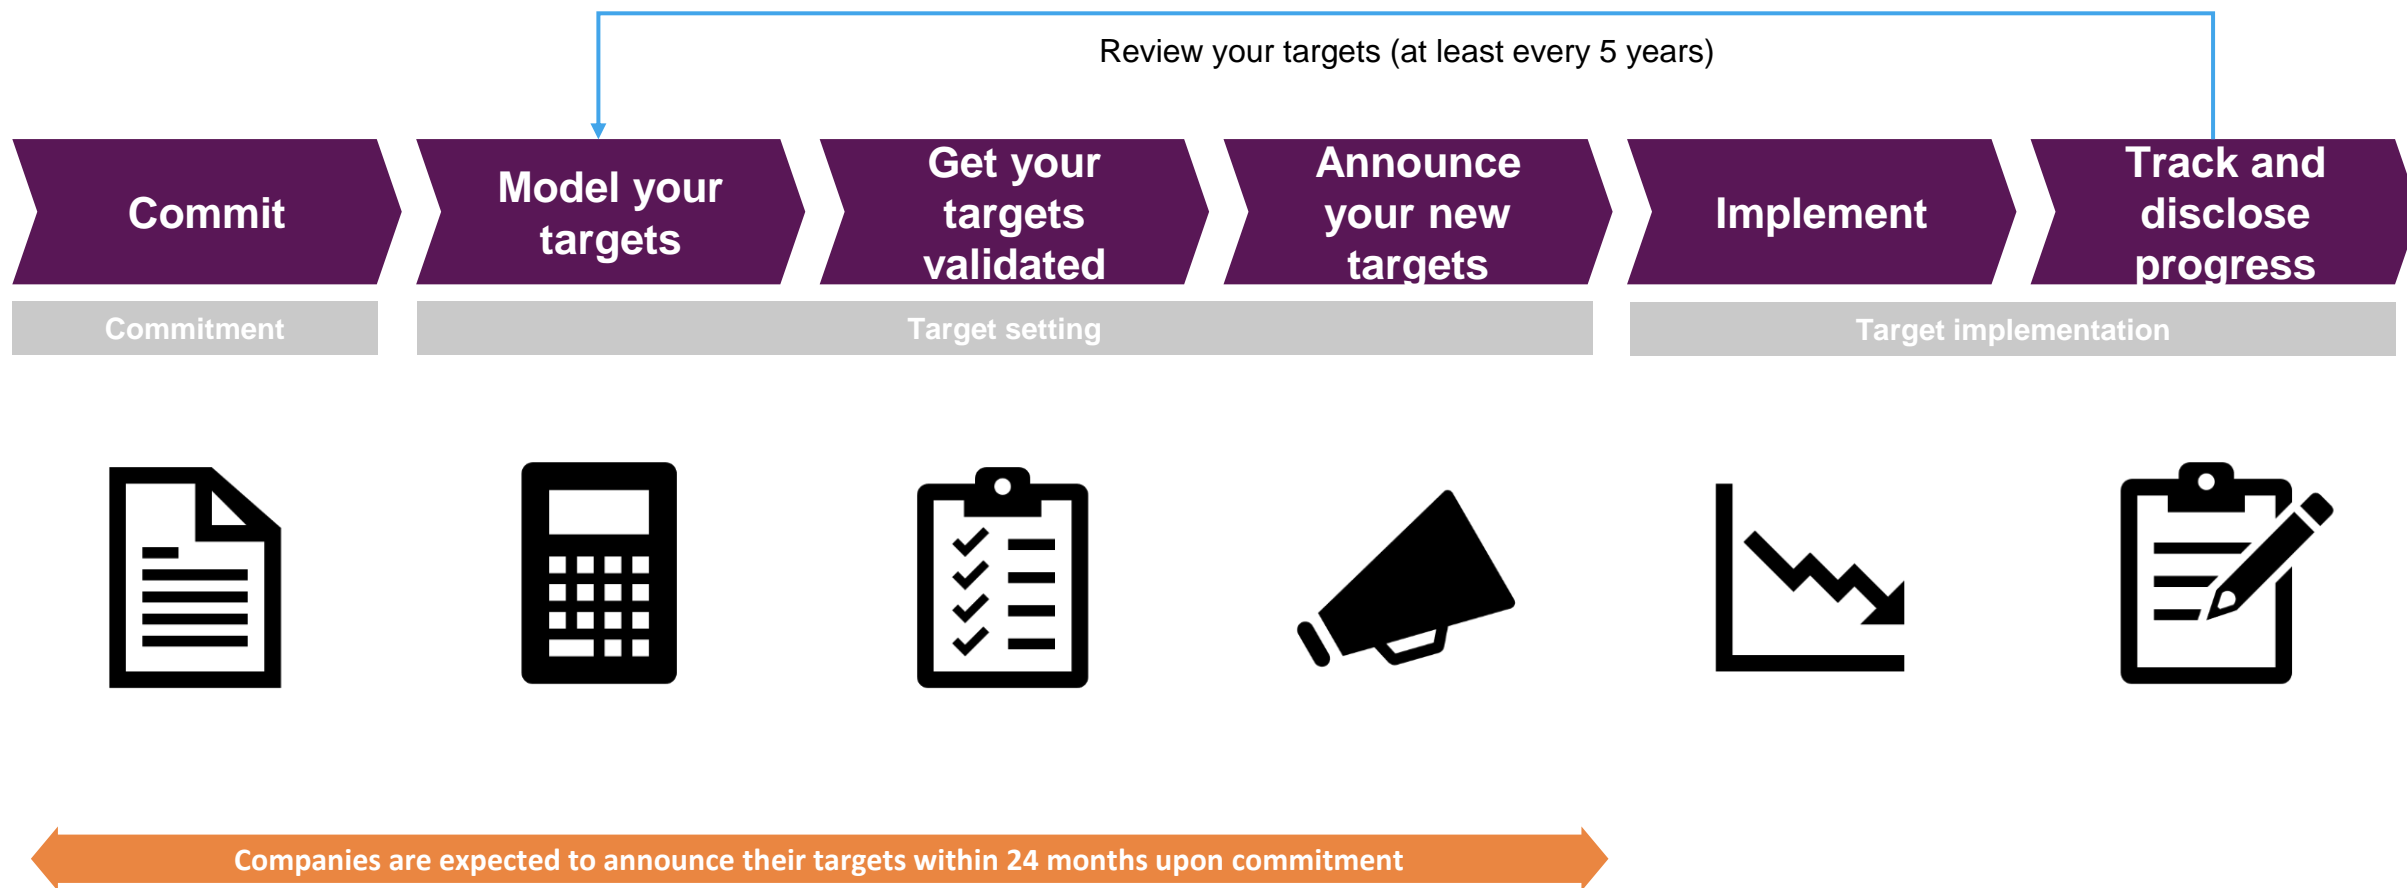 Review your targets (at least every 5 years)
Commit
Model your
targets
Get your
targets
validated
Announce
your new
targets
Implement
Track and
disclose
progress
Commitment
Target setting
Target implementation
Companies are expected to announce their targets within 24 months upon commitment